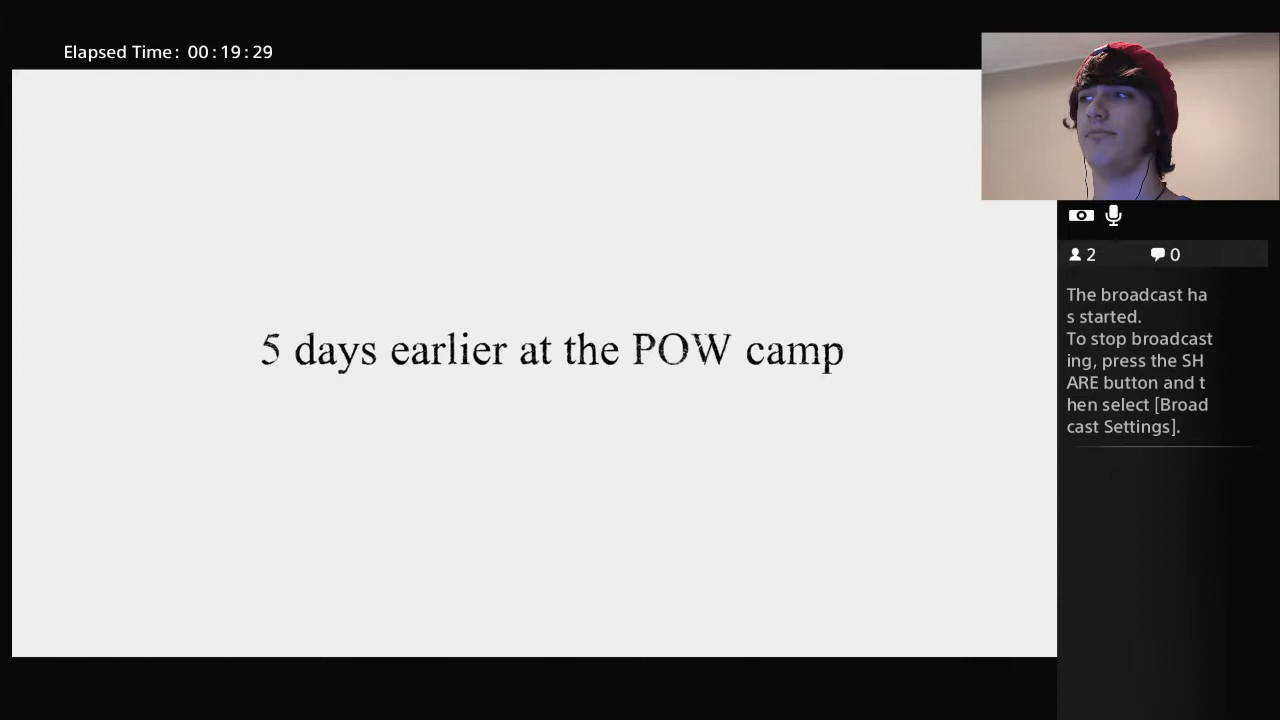 Elapsed Time: 00:19:29
5 days earlier at the POW camp
2 0
The broadcast ha
s started.
To stop broadcast
ing, press the SH
ARE button and t
hen select [Broad
cast Settings].